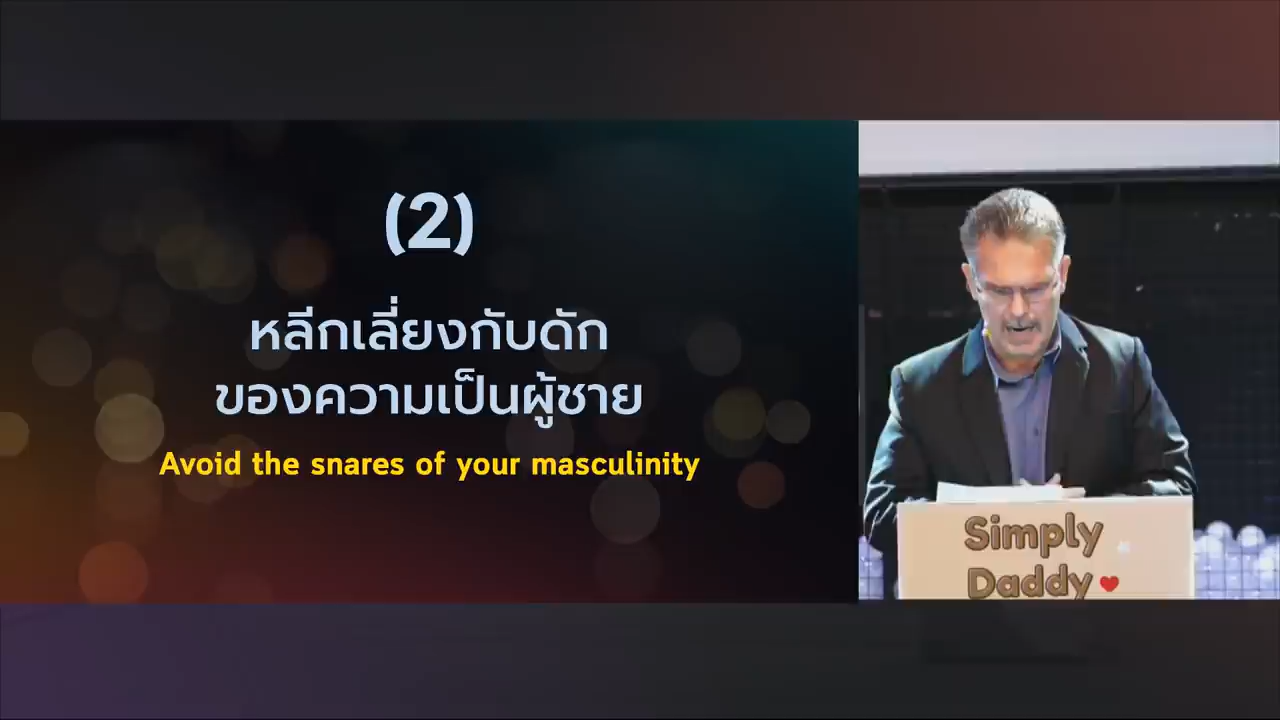 (2)
หลีกเลี่ยงกับดัก
ของความเป็นผู้ชาย
Avoid the snares of your masculinity
Simply
Daddy